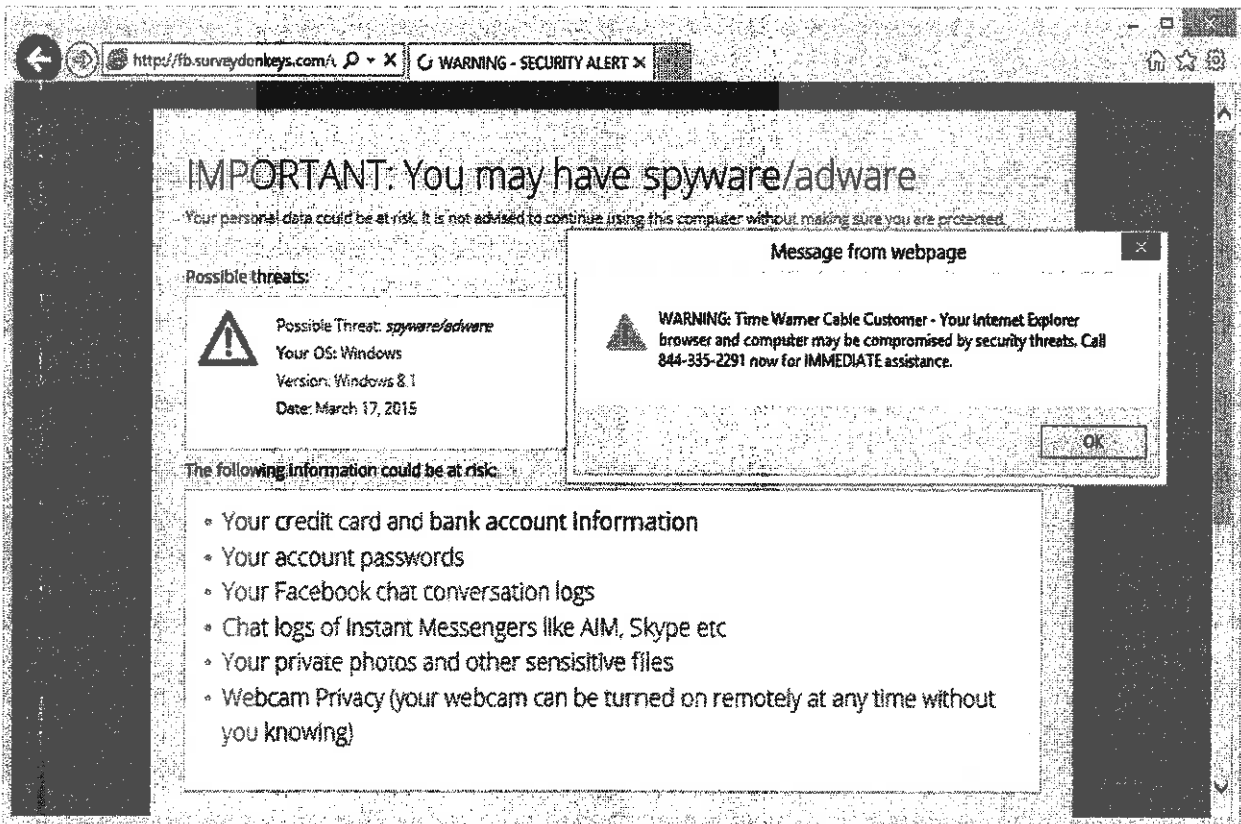 http://fb.surveydonkeys.com/\
WARNING - SECURITY ALERT
IMPORTANT: You may have spyware/adware
Your personal data could be at risk. It is not advised to continue using this computer without making sure you are protected.
Possible threats:
Possible Threat: spyware/adware
Your OS: Windows
Version: Windows 8.1
Date: March 17, 2015
Message from webpage
WARNING: Time Warner Cable Customer - Your Internet Explorer
browser and computer may be compromised by security threats. Call
844-335-2291 now for IMMEDIATE assistance.
OK
The following information could be at risk:
• Your credit card and bank account information
• Your account passwords
• Your Facebook chat conversation logs
• Chat logs of Instant Messengers like AIM, Skype etc
• Your private photos and other sensisitive files
• Webcam Privacy (your webcam can be turned on remotely at any time without
you knowing)